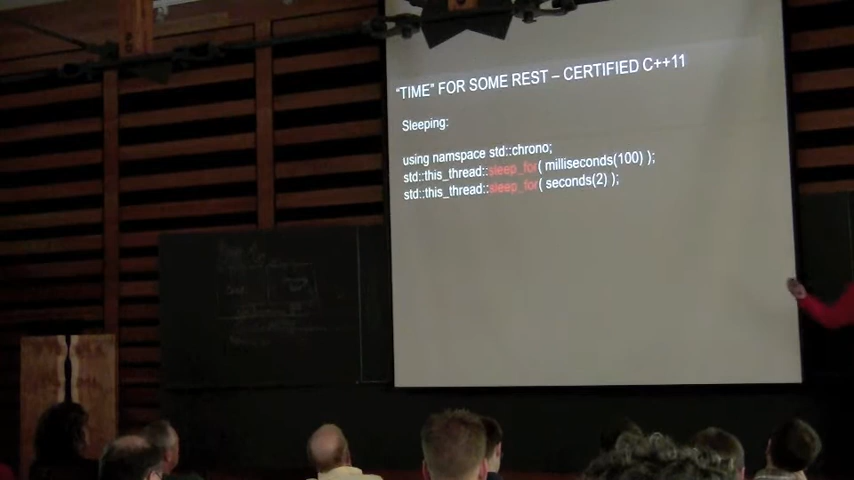 “TIME” FOR SOME REST – CERTIFIED C++11
Sleeping:
using namspace std::chrono;
std::this_thread::sleep_for( milliseconds(100) );
std::this_thread::sleep_for( seconds(2) );